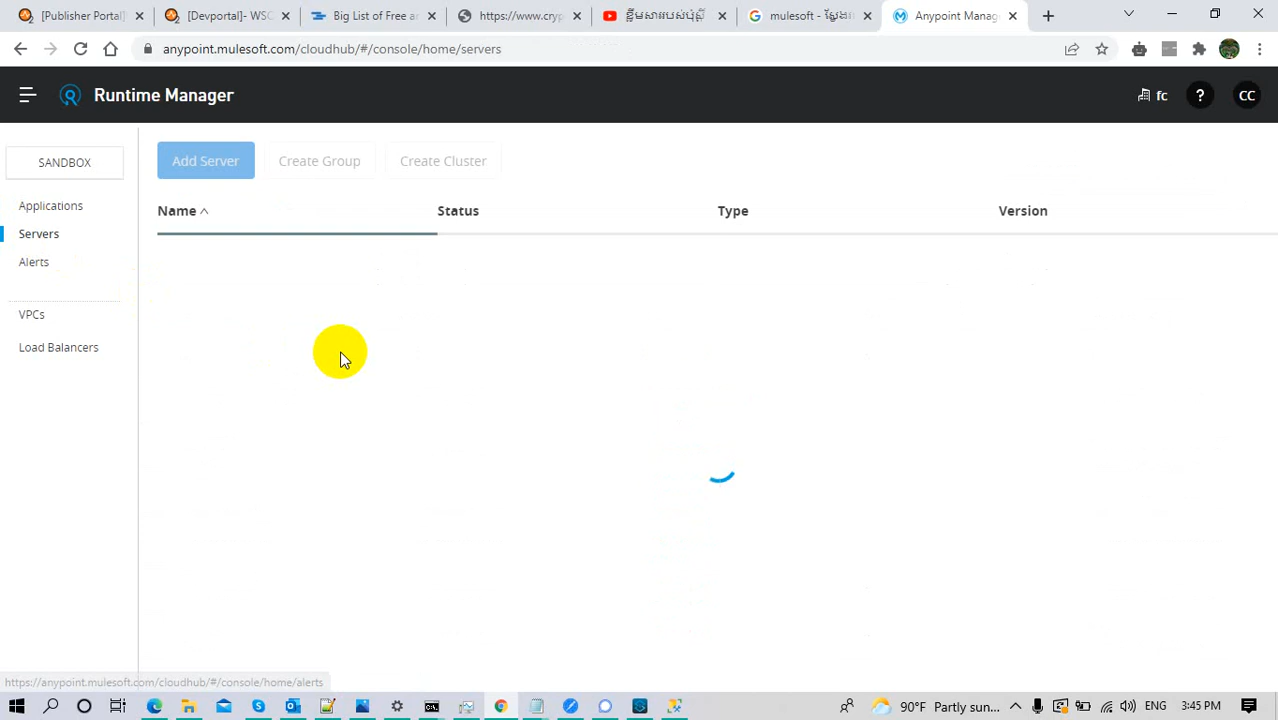 [Publisher Portal]
[Devportal]- WSC
Big List of Free an
https://www.cryp
mulesoft -
Anypoint Manag
anypoint.mulesoft.com/cloudhub/#/console/home/servers
Runtime Manager
fc
?
CC
SANDBOX
Add Server
Create Group
Create Cluster
Applications
Name
Status
Type
Version
Servers
Alerts
VPCs
Load Balancers
https://anypoint.mulesoft.com/cloudhub/#/console/home/alerts
90°F Partly sun...
ENG
3:45 PM